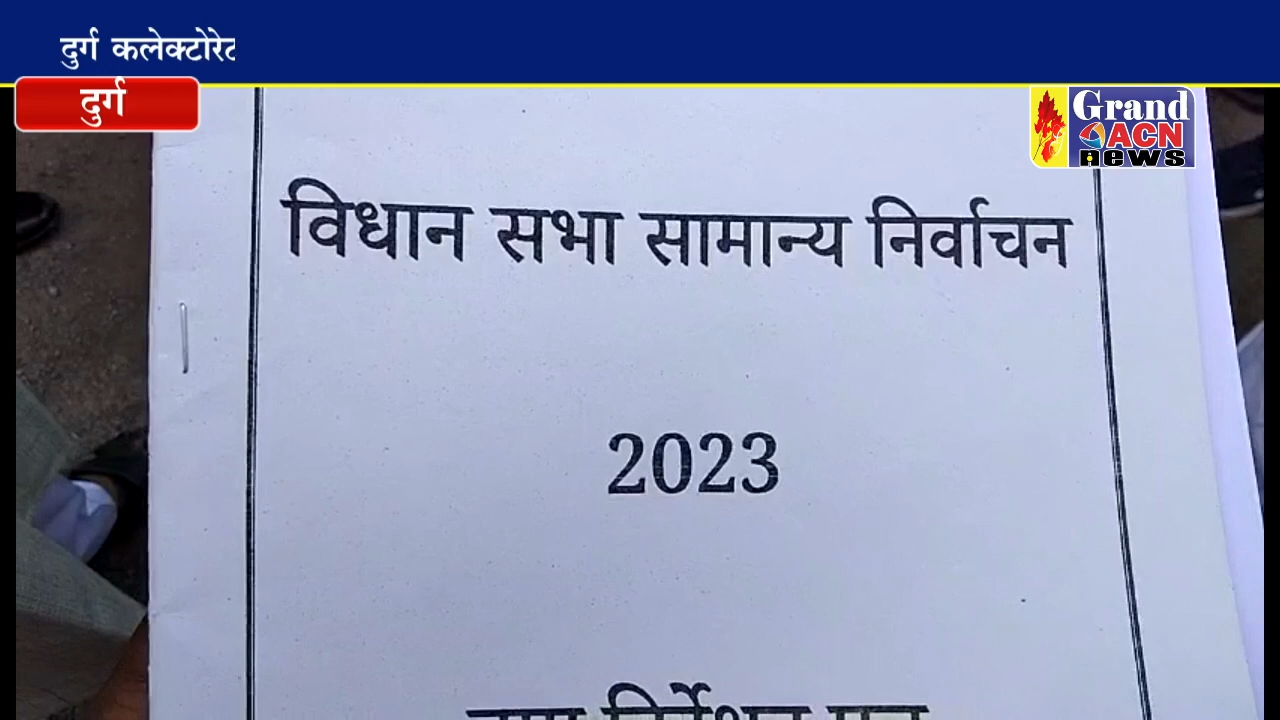 दुर्ग कलेक्टोरेट
दुर्ग
Grand
ACN
news
विधान सभा सामान्य निर्वाचन
2023